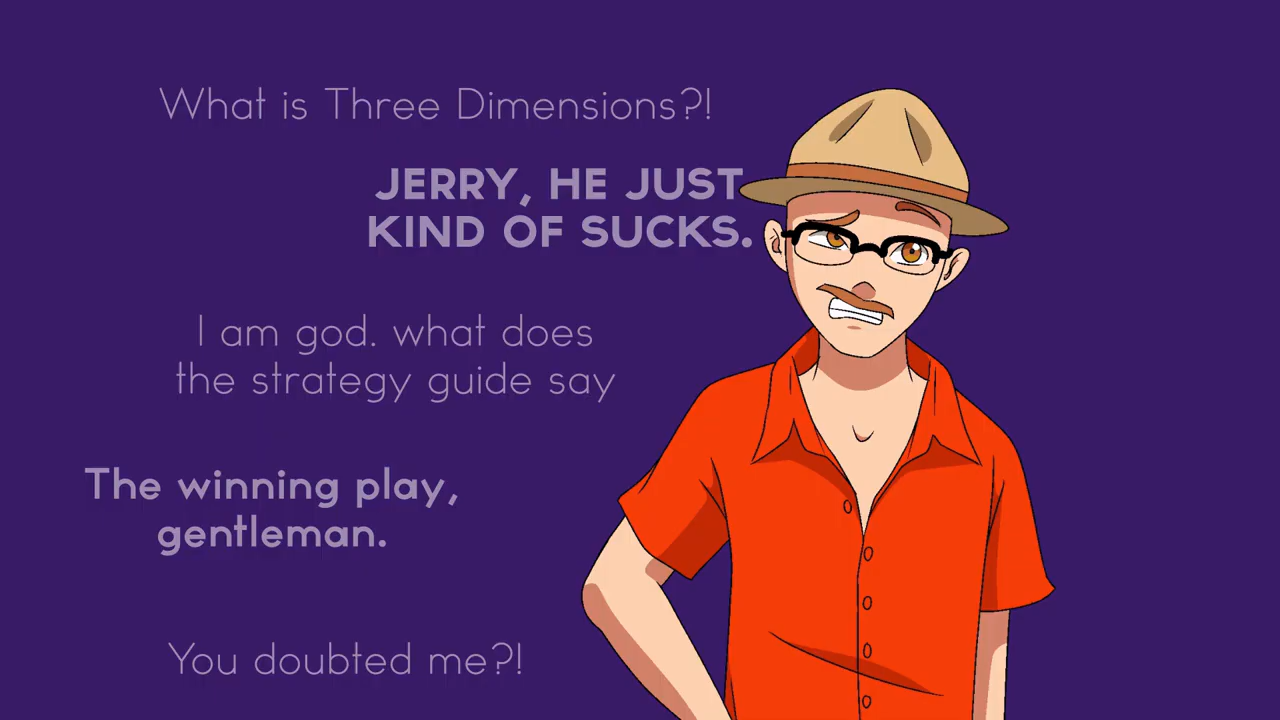 What is Three Dimensions?!
JERRY, HE JUST
KIND OF SUCKS.
I am god. what does
the strategy guide say
The winning play,
gentleman.
You doubted me?!